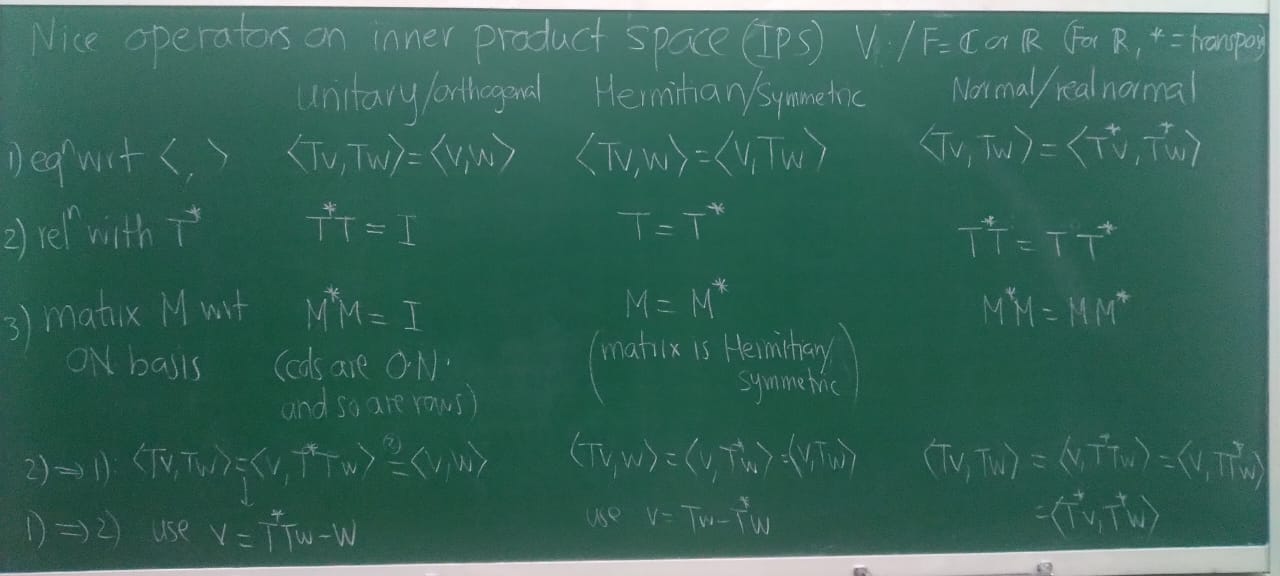 Nice operators on inner product space (IPS) V. / F = ℂ or ℝ (For ℝ, * = transpos
unitary/orthogonal Hermitian/symmetric Normal/real normal
1) eqⁿ wrt < , > ⟨Tv, Tw⟩ = ⟨v, w⟩ ⟨Tv, w⟩ = ⟨v, Tw⟩ ⟨Tv, Tw⟩ = ⟨T*v, T*w⟩
2) relⁿ with T* T*T = I T = T* T*T = TT*
3) matrix M wrt M*M = I M = M* M*M = MM*
ON basis (cols are O.N. (matrix is Hermitian/
and so are rows) symmetric)
2) ⇒ 1): ⟨Tv, Tw⟩ = ⟨v, T*Tw⟩ = ⟨v, w⟩ ⟨Tv, w⟩ = ⟨v, T*w⟩ = ⟨v, Tw⟩ ⟨Tv, Tw⟩ = ⟨v, T*Tw⟩ = ⟨v, TT*w⟩
↓ = ⟨T*v, T*w⟩
1) ⇒ 2) use v = T*Tw - w use v = Tw - T*w